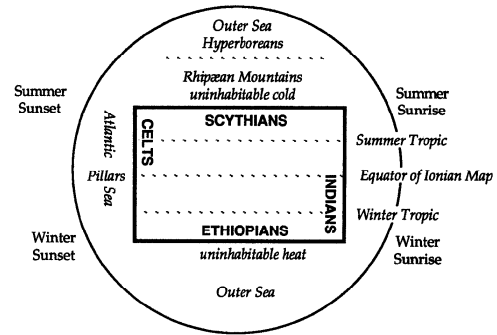 Outer Sea
Hyperboreans
Rhipæan Mountains
uninhabitable cold
Summer
Sunset
Summer
Sunrise
SCYTHIANS
Atlantic
CELTS
Summer Tropic
Pillars
Equator of Ionian Map
Sea
INDIANS
Winter Tropic
Winter
Sunset
ETHIOPIANS
Winter
Sunrise
uninhabitable heat
Outer Sea